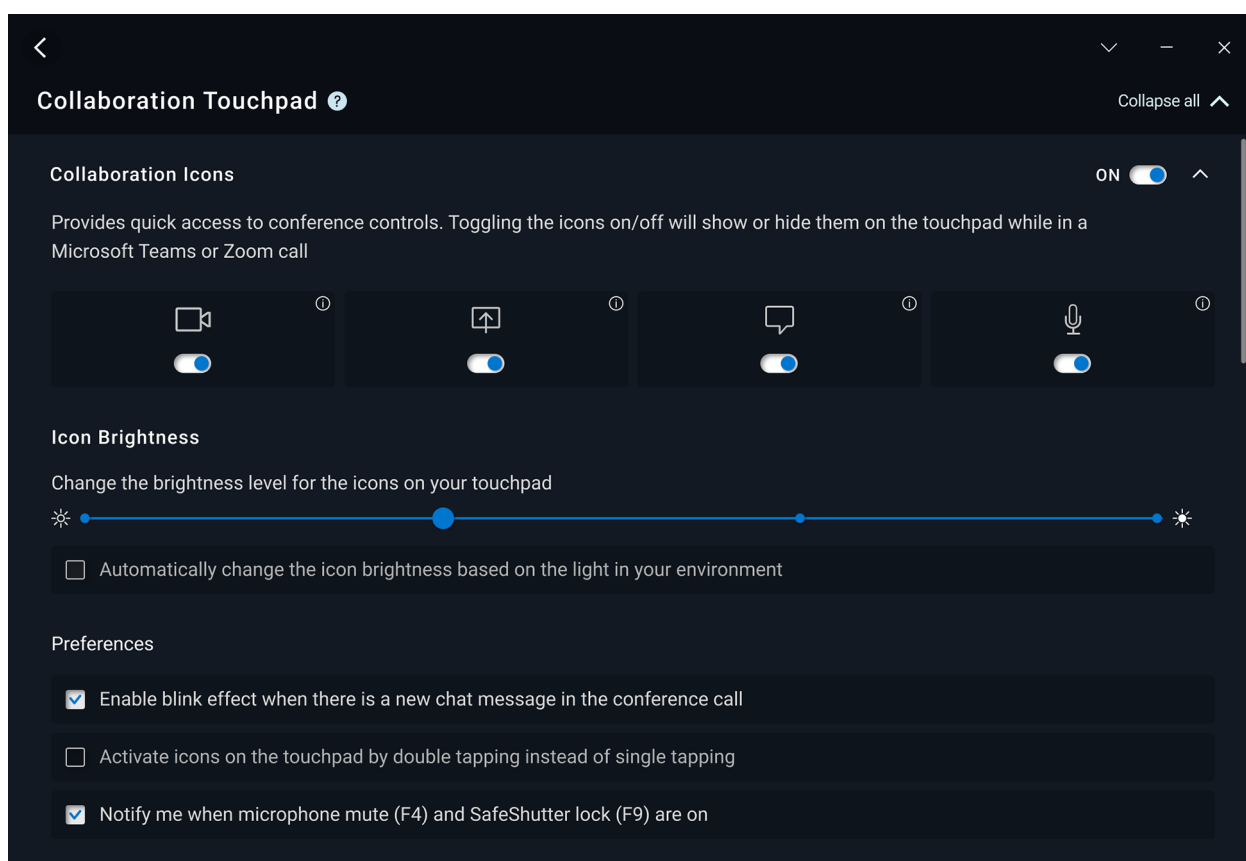 Collaboration Touchpad ?
Collapse all
Collaboration Icons
ON
Provides quick access to conference controls. Toggling the icons on/off will show or hide them on the touchpad while in a
Microsoft Teams or Zoom call
Icon Brightness
Change the brightness level for the icons on your touchpad
Automatically change the icon brightness based on the light in your environment
Preferences
Enable blink effect when there is a new chat message in the conference call
Activate icons on the touchpad by double tapping instead of single tapping
Notify me when microphone mute (F4) and SafeShutter lock (F9) are on